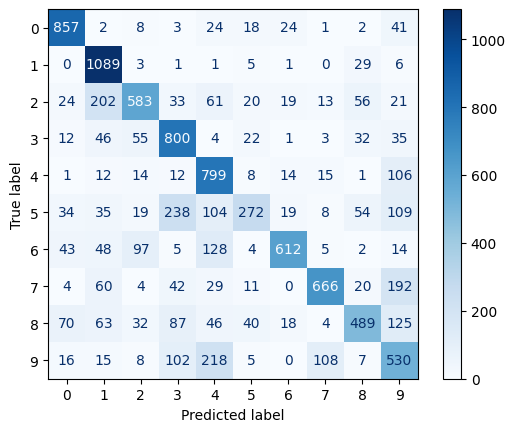 0 857 2 8 3 24 18 24 1 2 41
1 0 1089 3 1 1 5 1 0 29 6
2 24 202 583 33 61 20 19 13 56 21
3 12 46 55 800 4 22 1 3 32 35
4 1 12 14 12 799 8 14 15 1 106
5 34 35 19 238 104 272 19 8 54 109
6 43 48 97 5 128 4 612 5 2 14
7 4 60 4 42 29 11 0 666 20 192
8 70 63 32 87 46 40 18 4 489 125
9 16 15 8 102 218 5 0 108 7 530
0 1 2 3 4 5 6 7 8 9
Predicted label
True label
1000
800
600
400
200
0